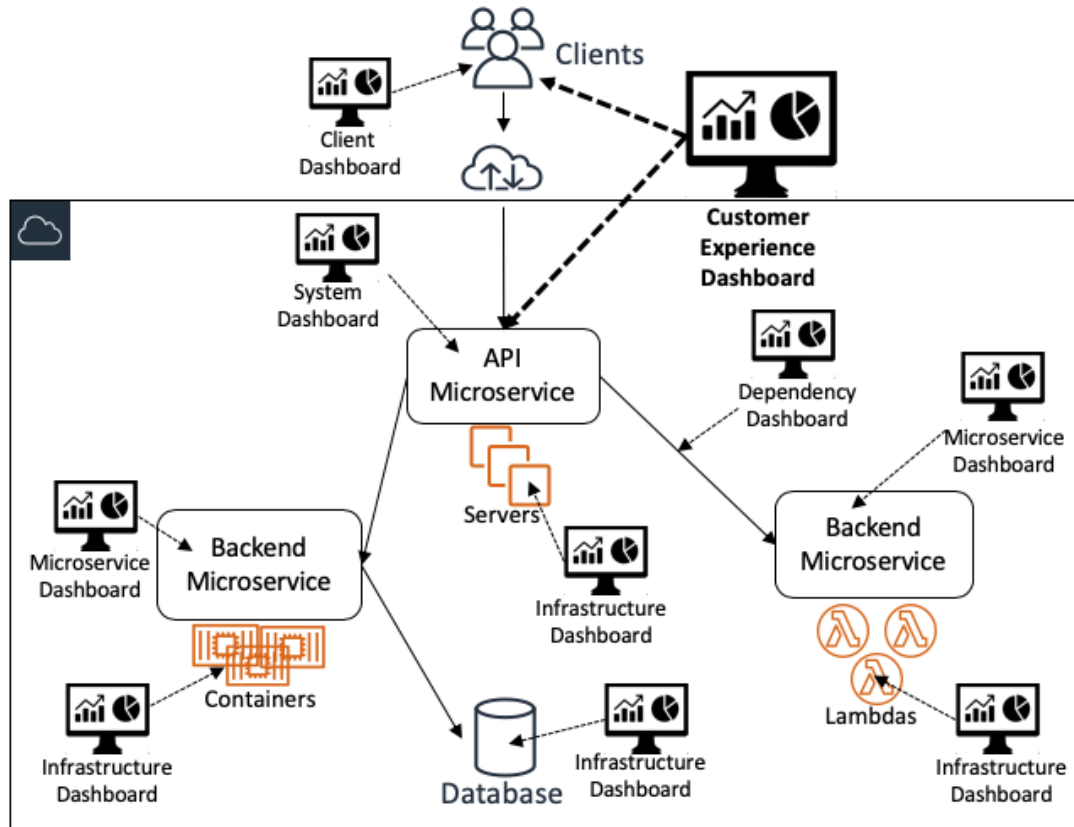 Clients
Client
Dashboard
Customer
Experience
Dashboard
System
Dashboard
API
Microservice
Dependency
Dashboard
Microservice
Dashboard
Servers
Microservice
Dashboard
Backend
Microservice
Infrastructure
Dashboard
Backend
Microservice
Containers
Infrastructure
Dashboard
Database
Infrastructure
Dashboard
Lambdas
Infrastructure
Dashboard